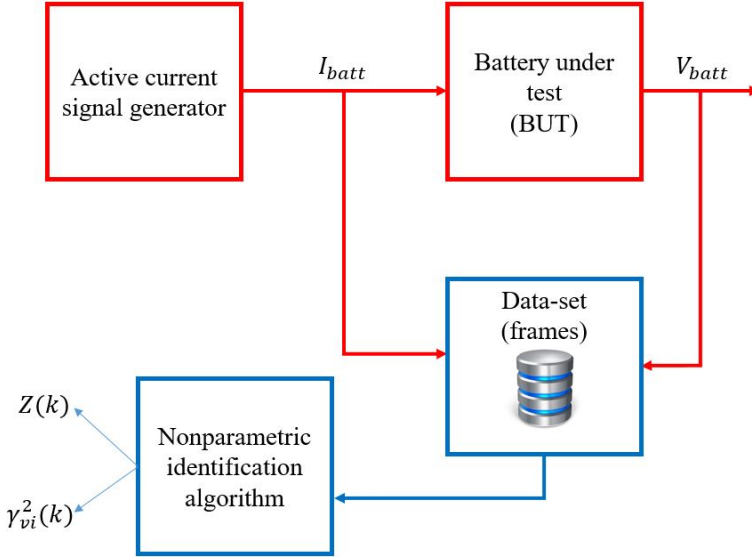 Active current
signal generator
I_batt
Battery under
test
(BUT)
V_batt
Data-set
(frames)
Z(k)
Nonparametric
identification
algorithm
γ²_vi(k)